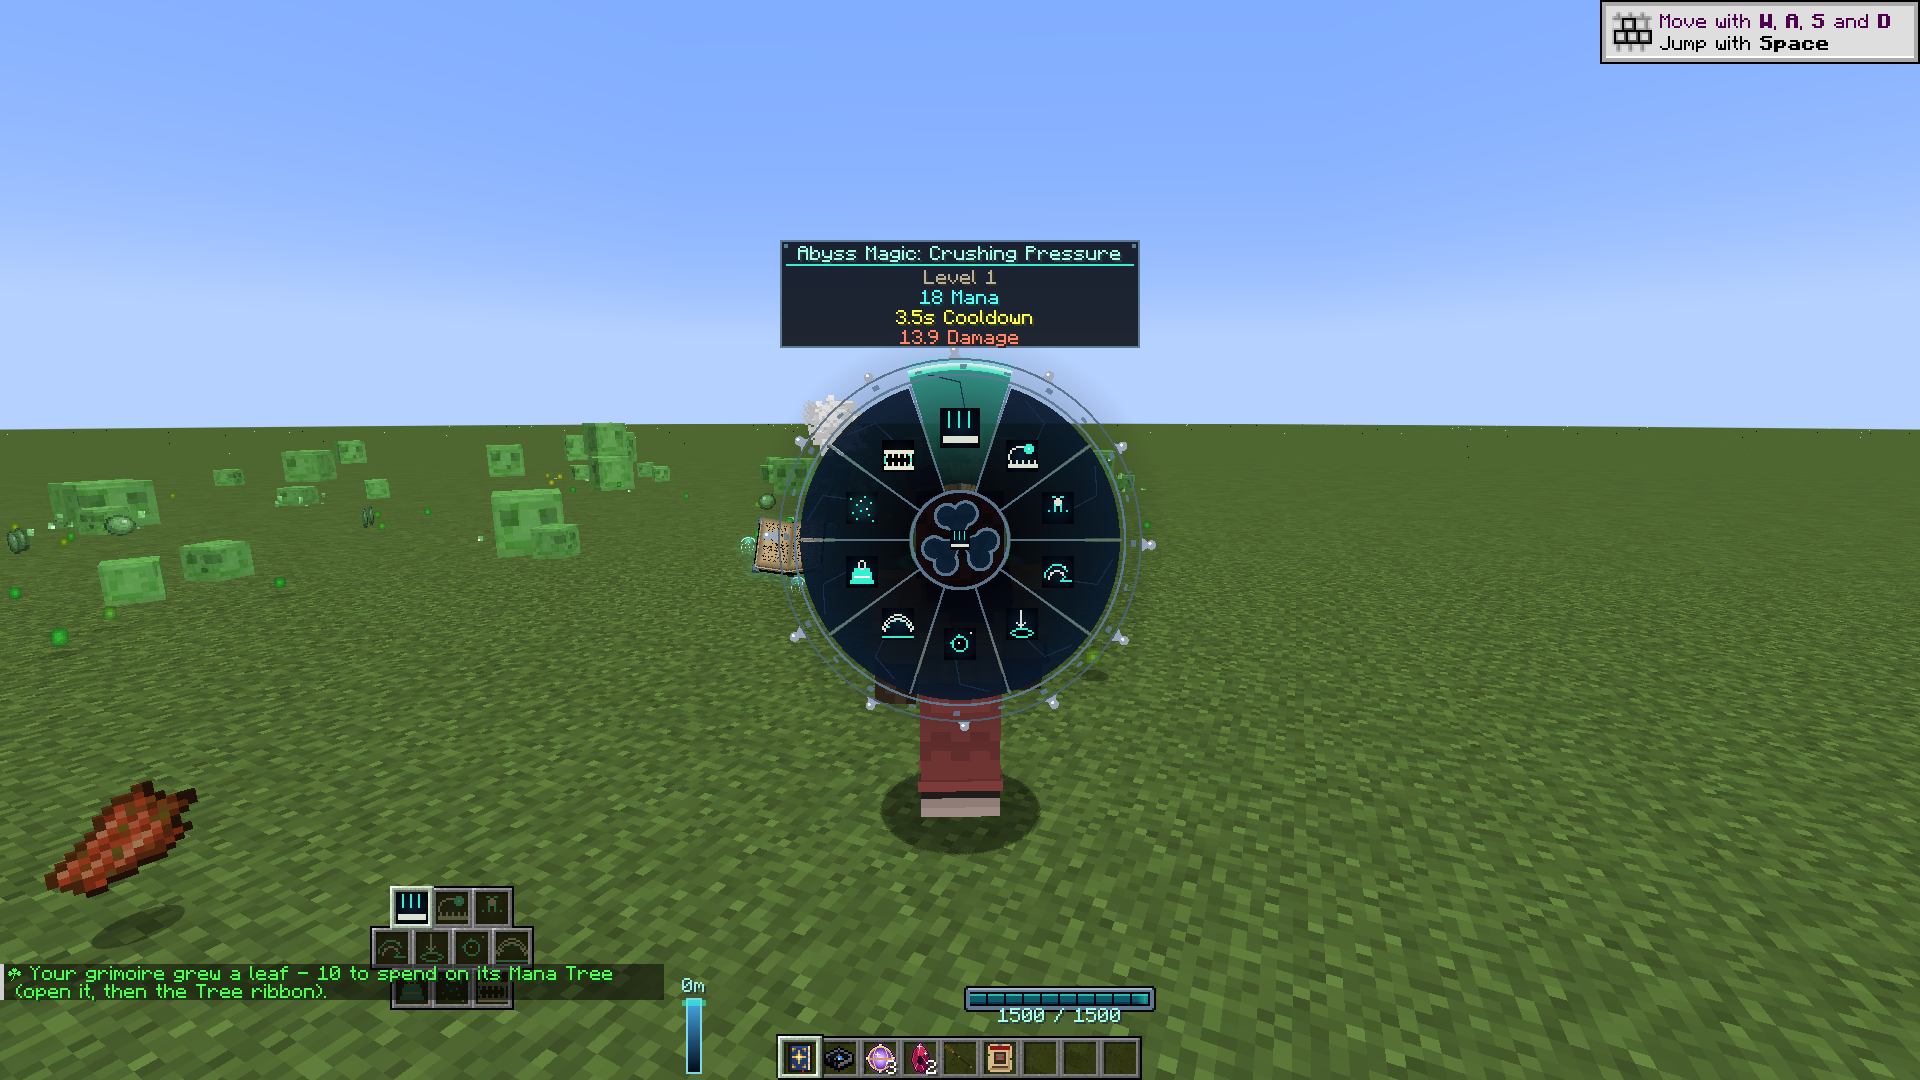 Move with W, A, S and D
Jump with Space
Abyss Magic: Crushing Pressure
Level 1
18 Mana
3.5s Cooldown
13.9 Damage
Your grimoire grew a leaf - 10 to spend on its Mana Tree
(open it, then the Tree ribbon).
0m
1500 / 1500
3
2